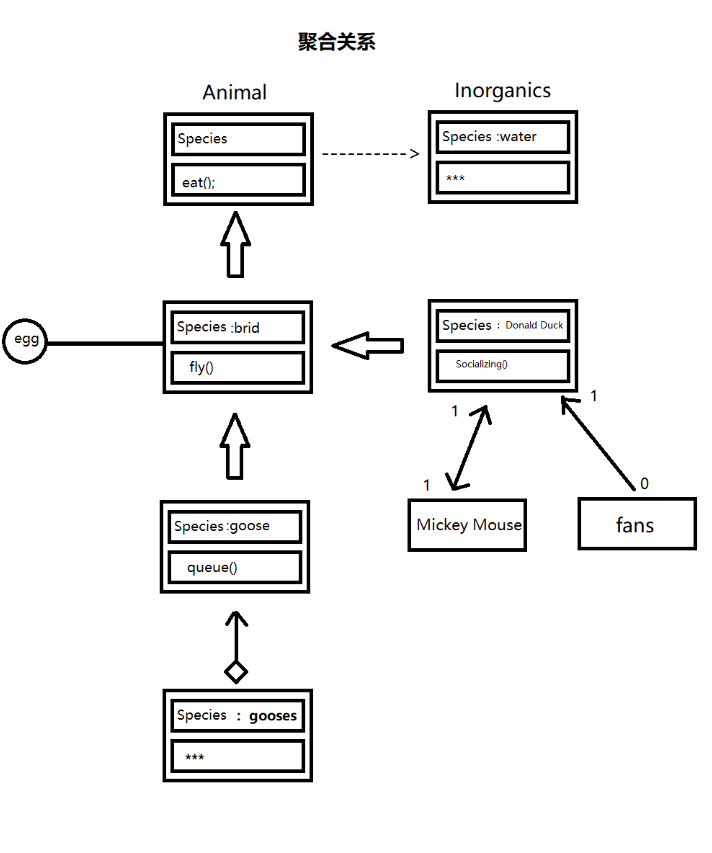 聚合关系
Animal
Inorganics
Species
Species :water
eat();
***
egg
Species :brid
Species : Donald Duck
fly()
Socializing()
1
1
1
0
Species :goose
Mickey Mouse
fans
queue()
Species : gooses
***